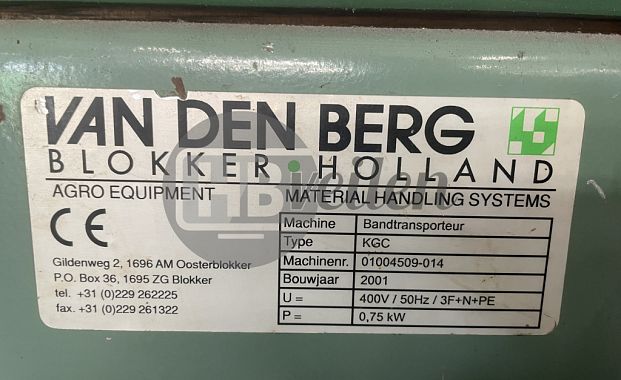 VAN DEN BERG
BLOKKER HOLLAND
AGRO EQUIPMENT MATERIAL HANDLING SYSTEMS
CE
Machine Bandtransporteur
Type KGC
Machinenr. 01004509-014
Bouwjaar 2001
U = 400V / 50Hz / 3F+N+PE
P = 0,75 kW
Gildenweg 2, 1696 AM Oosterblokker
P.O. Box 36, 1695 ZG Blokker
tel. +31 (0)229 262225
fax. +31 (0)229 261322
HB veilen